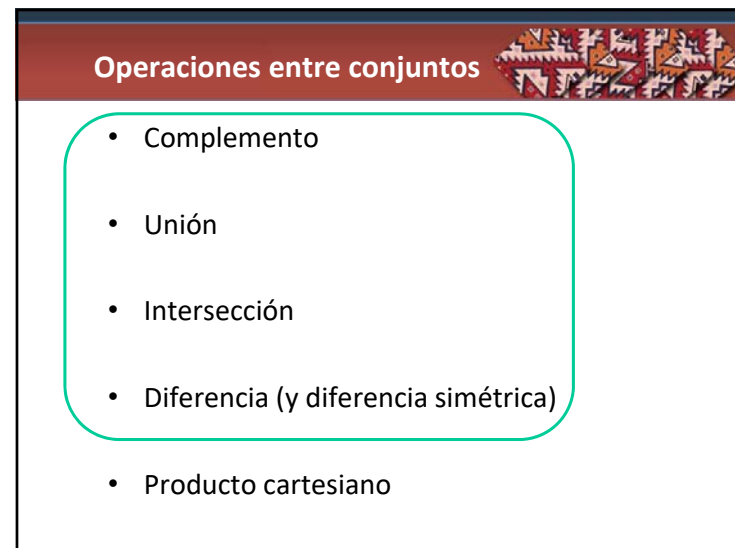 Operaciones entre conjuntos
• Complemento
• Unión
• Intersección
• Diferencia (y diferencia simétrica)
• Producto cartesiano